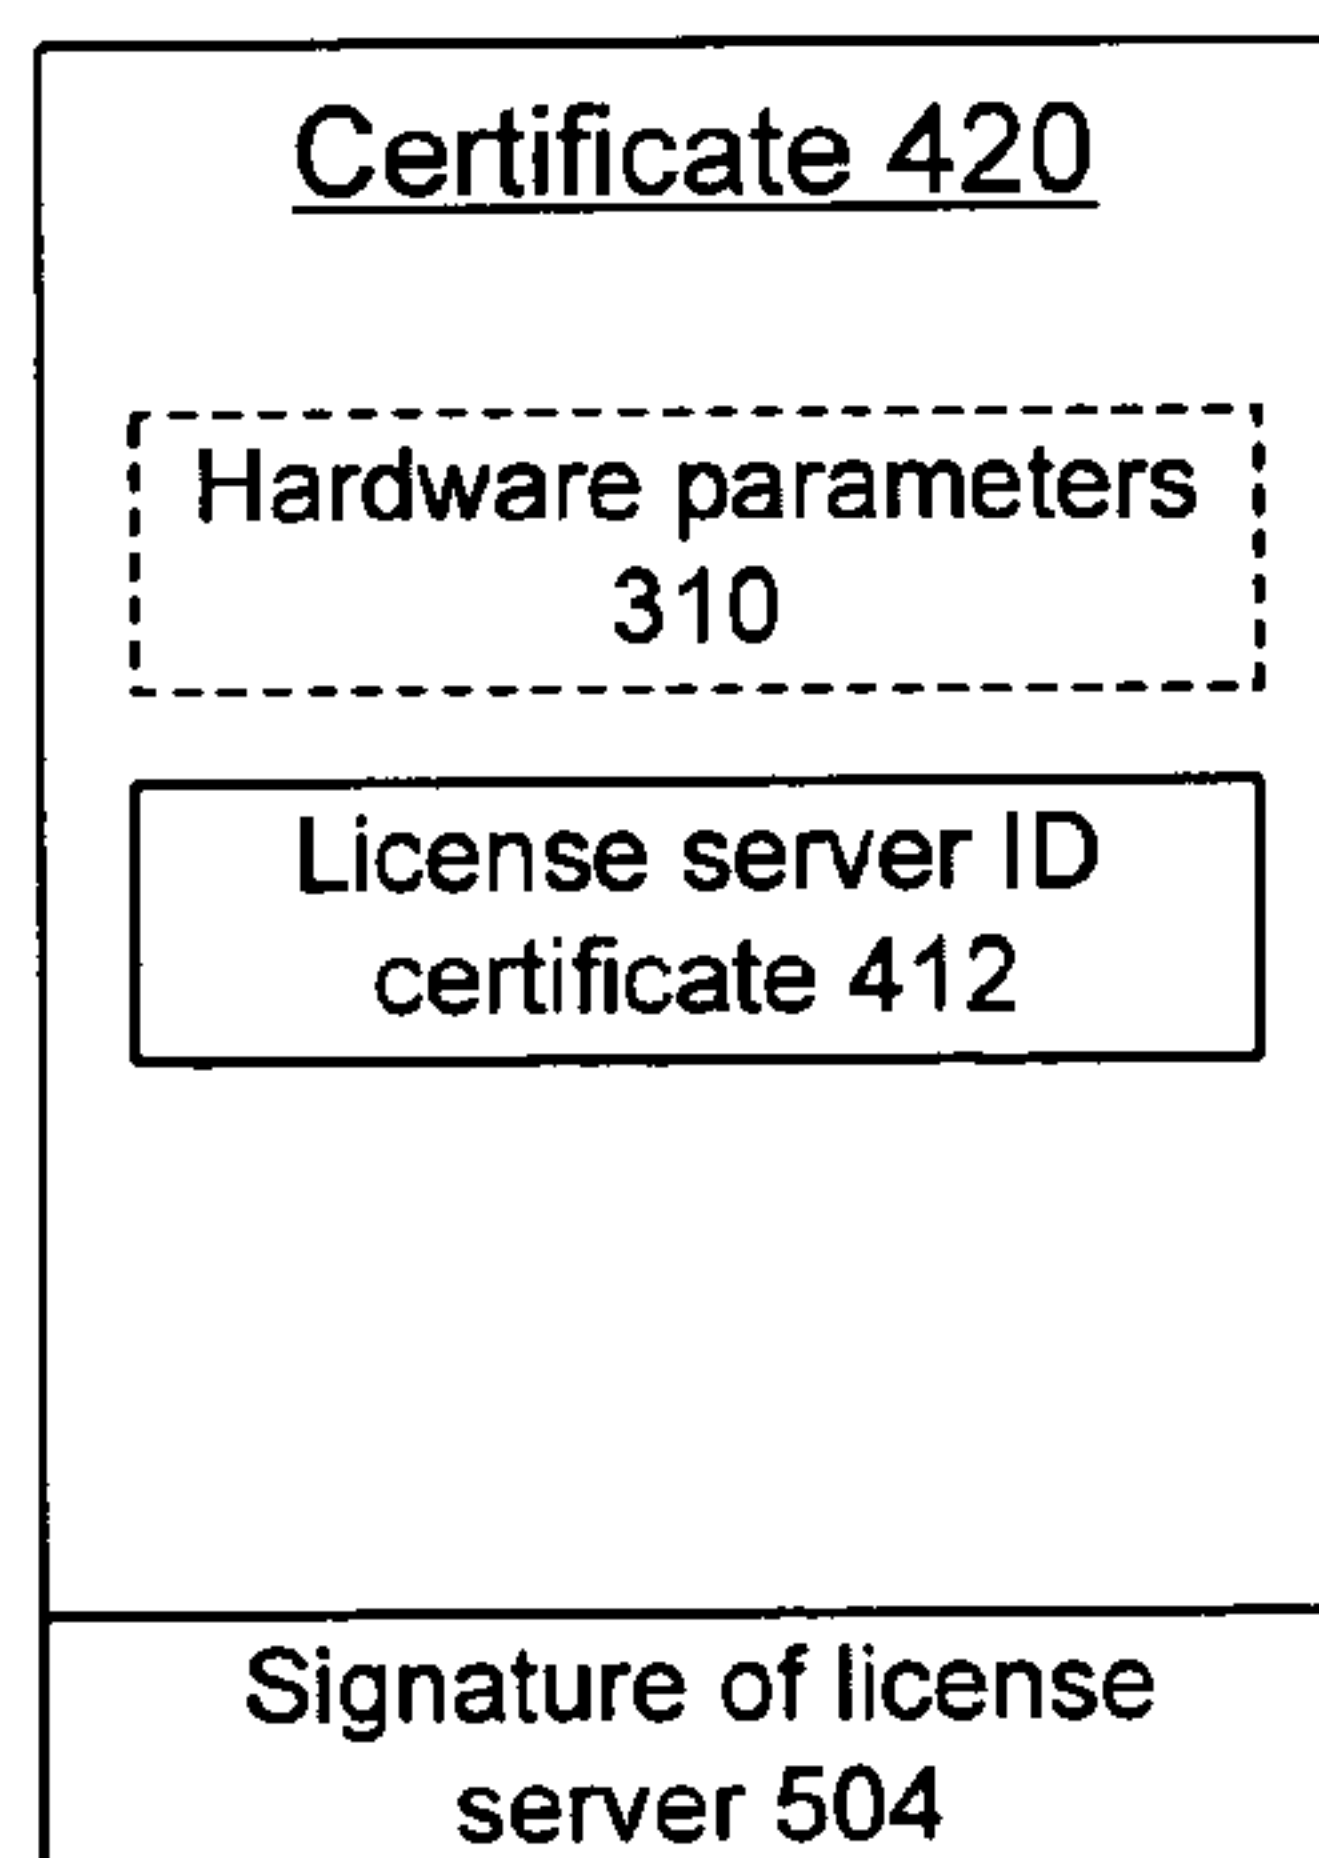 Certificate 420
Hardware parameters
310
License server ID
certificate 412
Signature of license
server 504